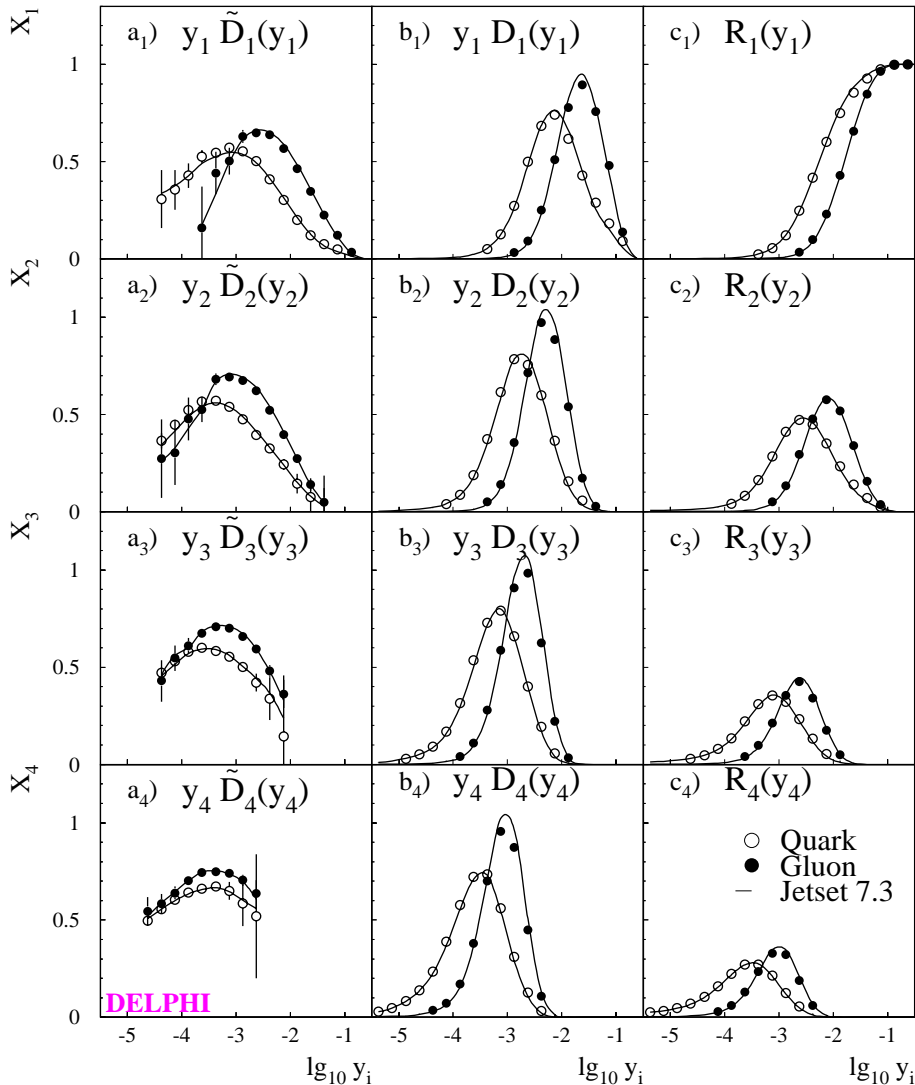 X1
a1) y1 D̃1(y1)
b1) y1 D1(y1)
c1) R1(y1)
1
0.5
0
X2
a2) y2 D̃2(y2)
b2) y2 D2(y2)
c2) R2(y2)
1
0.5
0
X3
a3) y3 D̃3(y3)
b3) y3 D3(y3)
c3) R3(y3)
1
0.5
0
X4
a4) y4 D̃4(y4)
b4) y4 D4(y4)
c4) R4(y4)
1
0.5
0
Quark
Gluon
Jetset 7.3
DELPHI
-5 -4 -3 -2 -1 -5 -4 -3 -2 -1 -5 -4 -3 -2 -1
lg10 yi lg10 yi lg10 yi